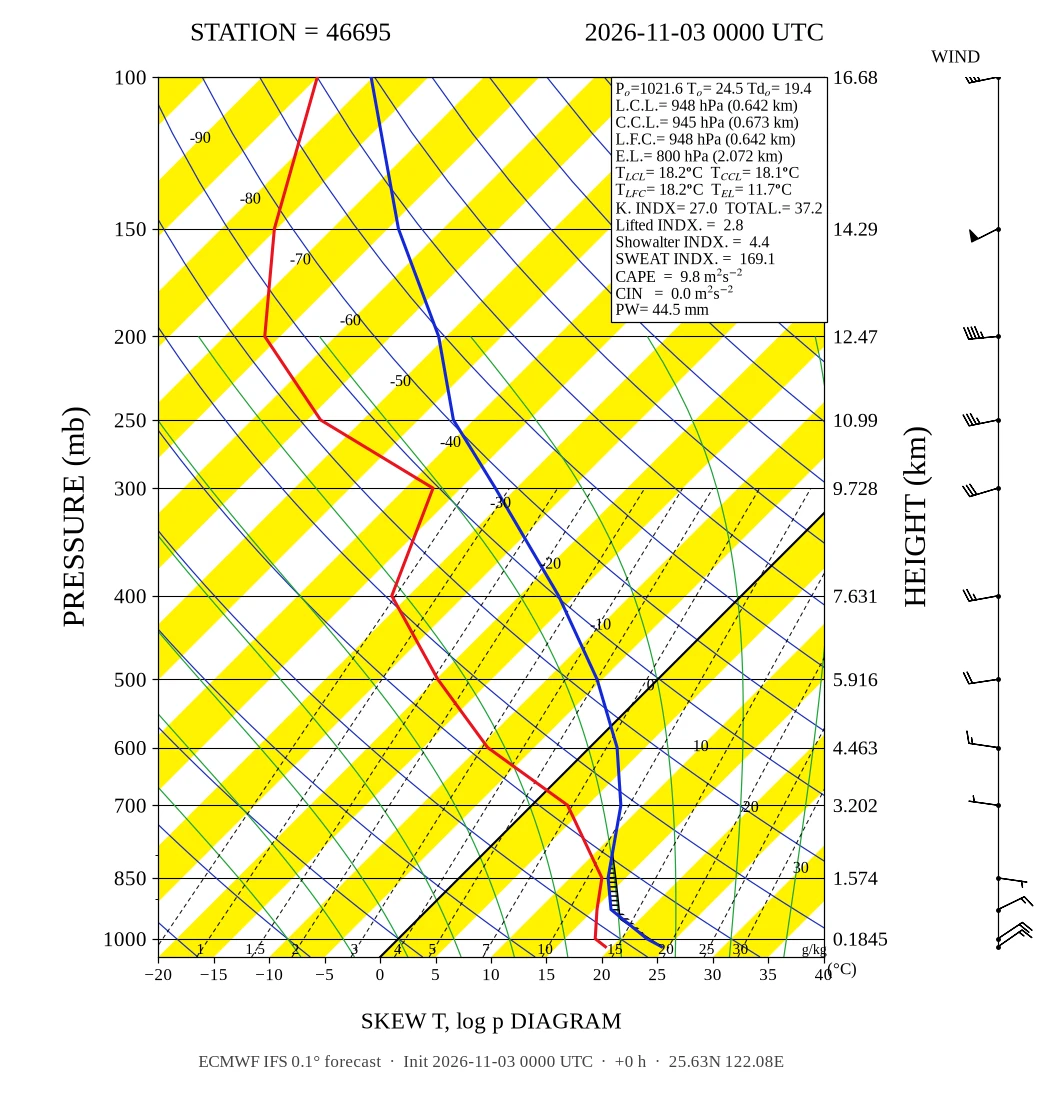 STATION = 46695
2026-11-03 0000 UTC
WIND
100
16.68
Pₒ=1021.6 Tₒ= 24.5 Tdₒ= 19.4
L.C.L.= 948 hPa (0.642 km)
C.C.L.= 945 hPa (0.673 km)
L.F.C.= 948 hPa (0.642 km)
E.L.= 800 hPa (2.072 km)
T_LCL= 18.2°C T_CCL= 18.1°C
T_LFC= 18.2°C T_EL= 11.7°C
K. INDX= 27.0 TOTAL.= 37.2
Lifted INDX. = 2.8
Showalter INDX. = 4.4
SWEAT INDX. = 169.1
CAPE = 9.8 m²s⁻²
CIN = 0.0 m²s⁻²
PW= 44.5 mm
-90
-80
150
14.29
-70
-60
200
12.47
-50
250
10.99
-40
300
9.728
-30
-20
400
7.631
-10
500
5.916
0
10
600
4.463
700
20
3.202
30
850
1.574
1000
0.1845
1 1.5 2 3 4 5 7 10 15 20 25 30 g/kg
−20 −15 −10 −5 0 5 10 15 20 25 30 35 40 (°C)
PRESSURE (mb)
HEIGHT (km)
SKEW T, log p DIAGRAM
ECMWF IFS 0.1° forecast · Init 2026-11-03 0000 UTC · +0 h · 25.63N 122.08E